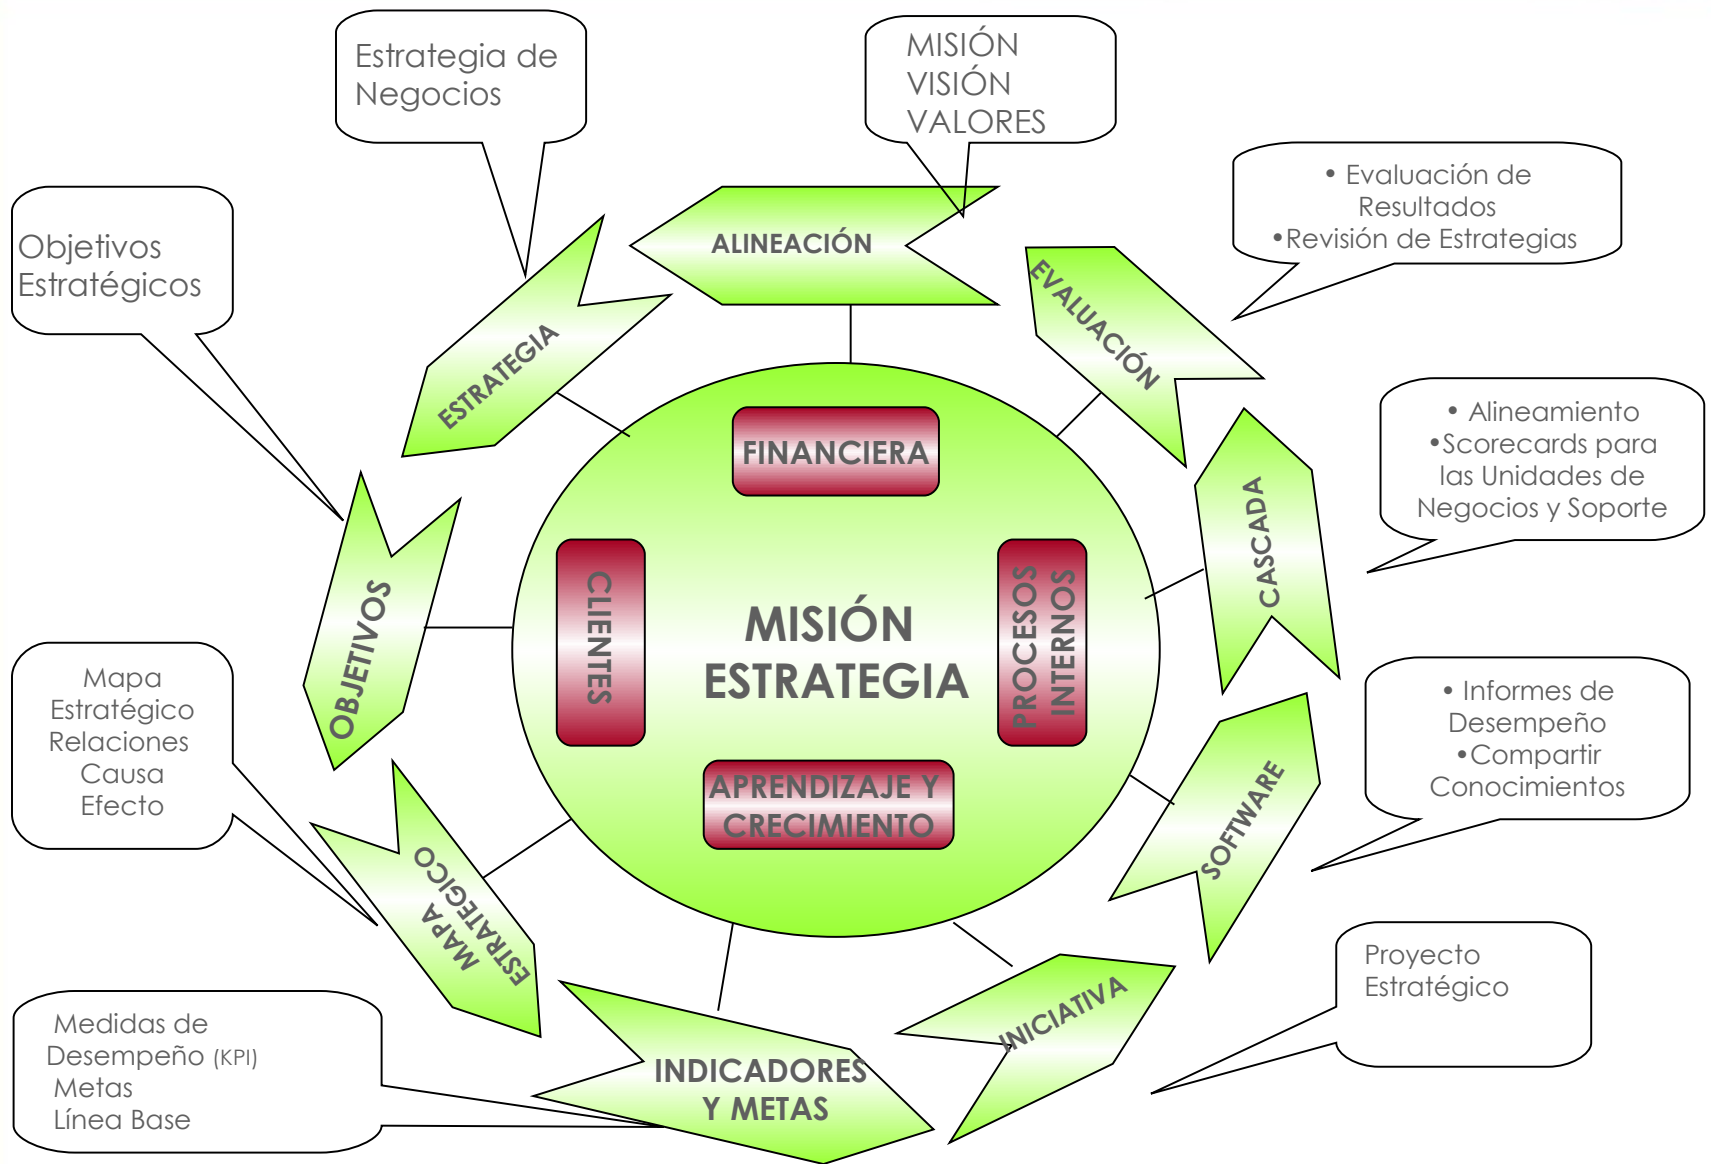 Estrategia de
Negocios
MISIÓN
VISIÓN
VALORES
• Evaluación de
Resultados
•Revisión de Estrategias
Objetivos
Estratégicos
ALINEACIÓN
EVALUACIÓN
ESTRATEGIA
• Alineamiento
•Scorecards para
las Unidades de
Negocios y Soporte
FINANCIERA
CASCADA
CLIENTES
MISIÓN
ESTRATEGIA
PROCESOS
INTERNOS
OBJETIVOS
Mapa
Estratégico
Relaciones
Causa
Efecto
• Informes de
Desempeño
•Compartir
Conocimientos
APRENDIZAJE Y
CRECIMIENTO
SOFTWARE
MAPA
ESTRATEGICO
Proyecto
Estratégico
INICIATIVA
Medidas de
Desempeño (KPI)
Metas
Línea Base
INDICADORES
Y METAS